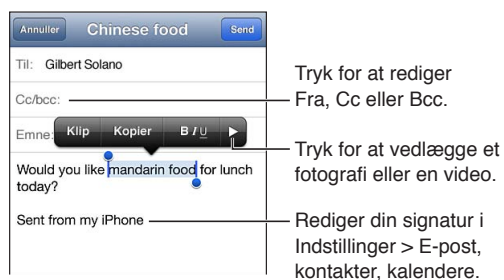 Annuller Chinese food Send
Til: Gilbert Solano
Cc/bcc:
Emne:
Klip Kopier B I U
Would you like mandarin food for lunch
today?
Sent from my iPhone
Tryk for at rediger
Fra, Cc eller Bcc.
Tryk for at vedlægge et
fotografi eller en video.
Rediger din signatur i
Indstillinger > E-post,
kontakter, kalendere.